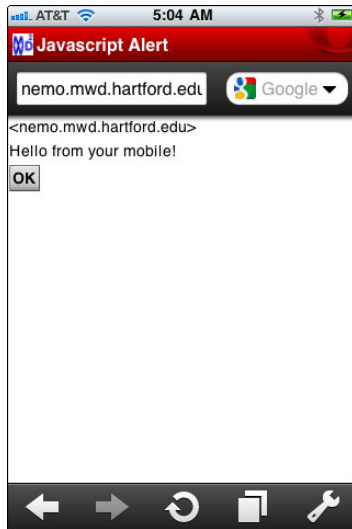 AT&T 5:04 AM
Javascript Alert
nemo.mwd.hartford.edu Google
<nemo.mwd.hartford.edu>
Hello from your mobile!
OK